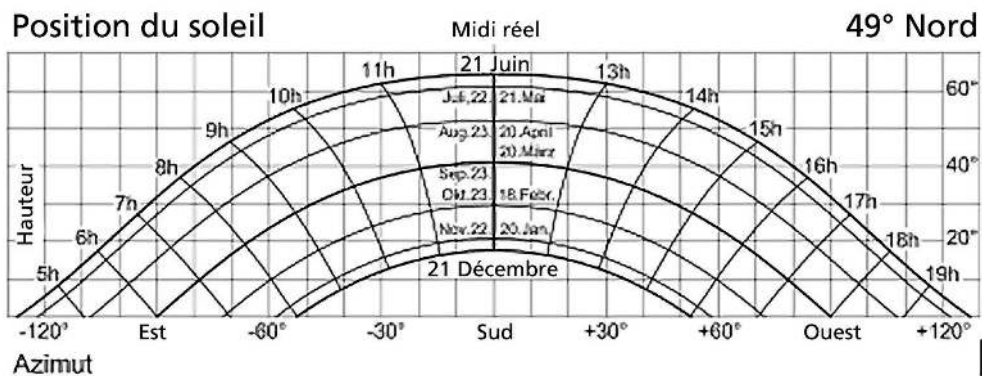 Position du soleil
Midi réel
49° Nord
21 Juin
11h
13h
60°
10h
14h
Juli,22.
21.Mai
9h
15h
Aug.23.
20.April
20.März
8h
16h
40°
Sep.23.
Okt.23.
18.Febr.
7h
17h
Nov.22.
20.Jan.
6h
18h
20°
Hauteur
21 Décembre
5h
19h
-120°
Est
-60°
-30°
Sud
+30°
+60°
Ouest
+120°
Azimut